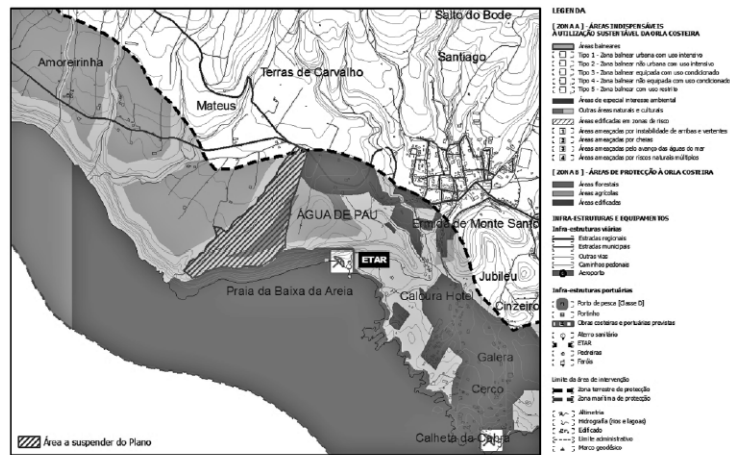 Salto do Bode
Amoreirinha
Santiago
Terras de Carvalho
Mateus
ÁGUA DE PAU
Ermida de Monte Santo
ETAR
Jubileu
Praia da Baixa da Areia
Caloura Hotel
Cinzeiro
Galera
Cerco
Calheta da Cobra
Área a suspender do Plano
LEGENDA
[ ZONA A ] - ÁREAS INDISPENSÁVEIS
À UTILIZAÇÃO SUSTENTÁVEL DA ORLA COSTEIRA
Áreas balneares
Tipo 1 - Zona balnear urbana com uso intensivo
Tipo 2 - Zona balnear não urbana com uso intensivo
Tipo 3 - Zona balnear equipada com uso condicionado
Tipo 4 - Zona balnear não equipada com uso condicionado
Tipo 5 - Zona balnear com uso restrito
Áreas de especial interesse ambiental
Outras áreas naturais e culturais
Áreas edificadas em zonas de risco
1 Áreas ameaçadas por instabilidade de arribas e vertentes
2 Áreas ameaçadas por cheias
3 Áreas ameaçadas pelo avanço das águas do mar
4 Áreas ameaçadas por riscos naturais múltiplos
[ ZONA B ] - ÁREAS DE PROTECÇÃO À ORLA COSTEIRA
Áreas florestais
Áreas agrícolas
Áreas edificadas
INFRA-ESTRUTURAS E EQUIPAMENTOS
Infra-estruturas viárias
Estradas regionais
Estradas municipais
Outras vias
Caminhos pedonais
Aeroporto
Infra-estruturas portuárias
Porto de pesca [Classe D]
Portinho
Obras costeiras e portuárias previstas
Aterro sanitário
ETAR
Pedreiras
Faróis
Limite da área de intervenção
Zona terrestre de protecção
Zona marítima de protecção
Altimetria
Hidrografia (rios e lagoas)
Edificado
Limite administrativo
Marco geodésico